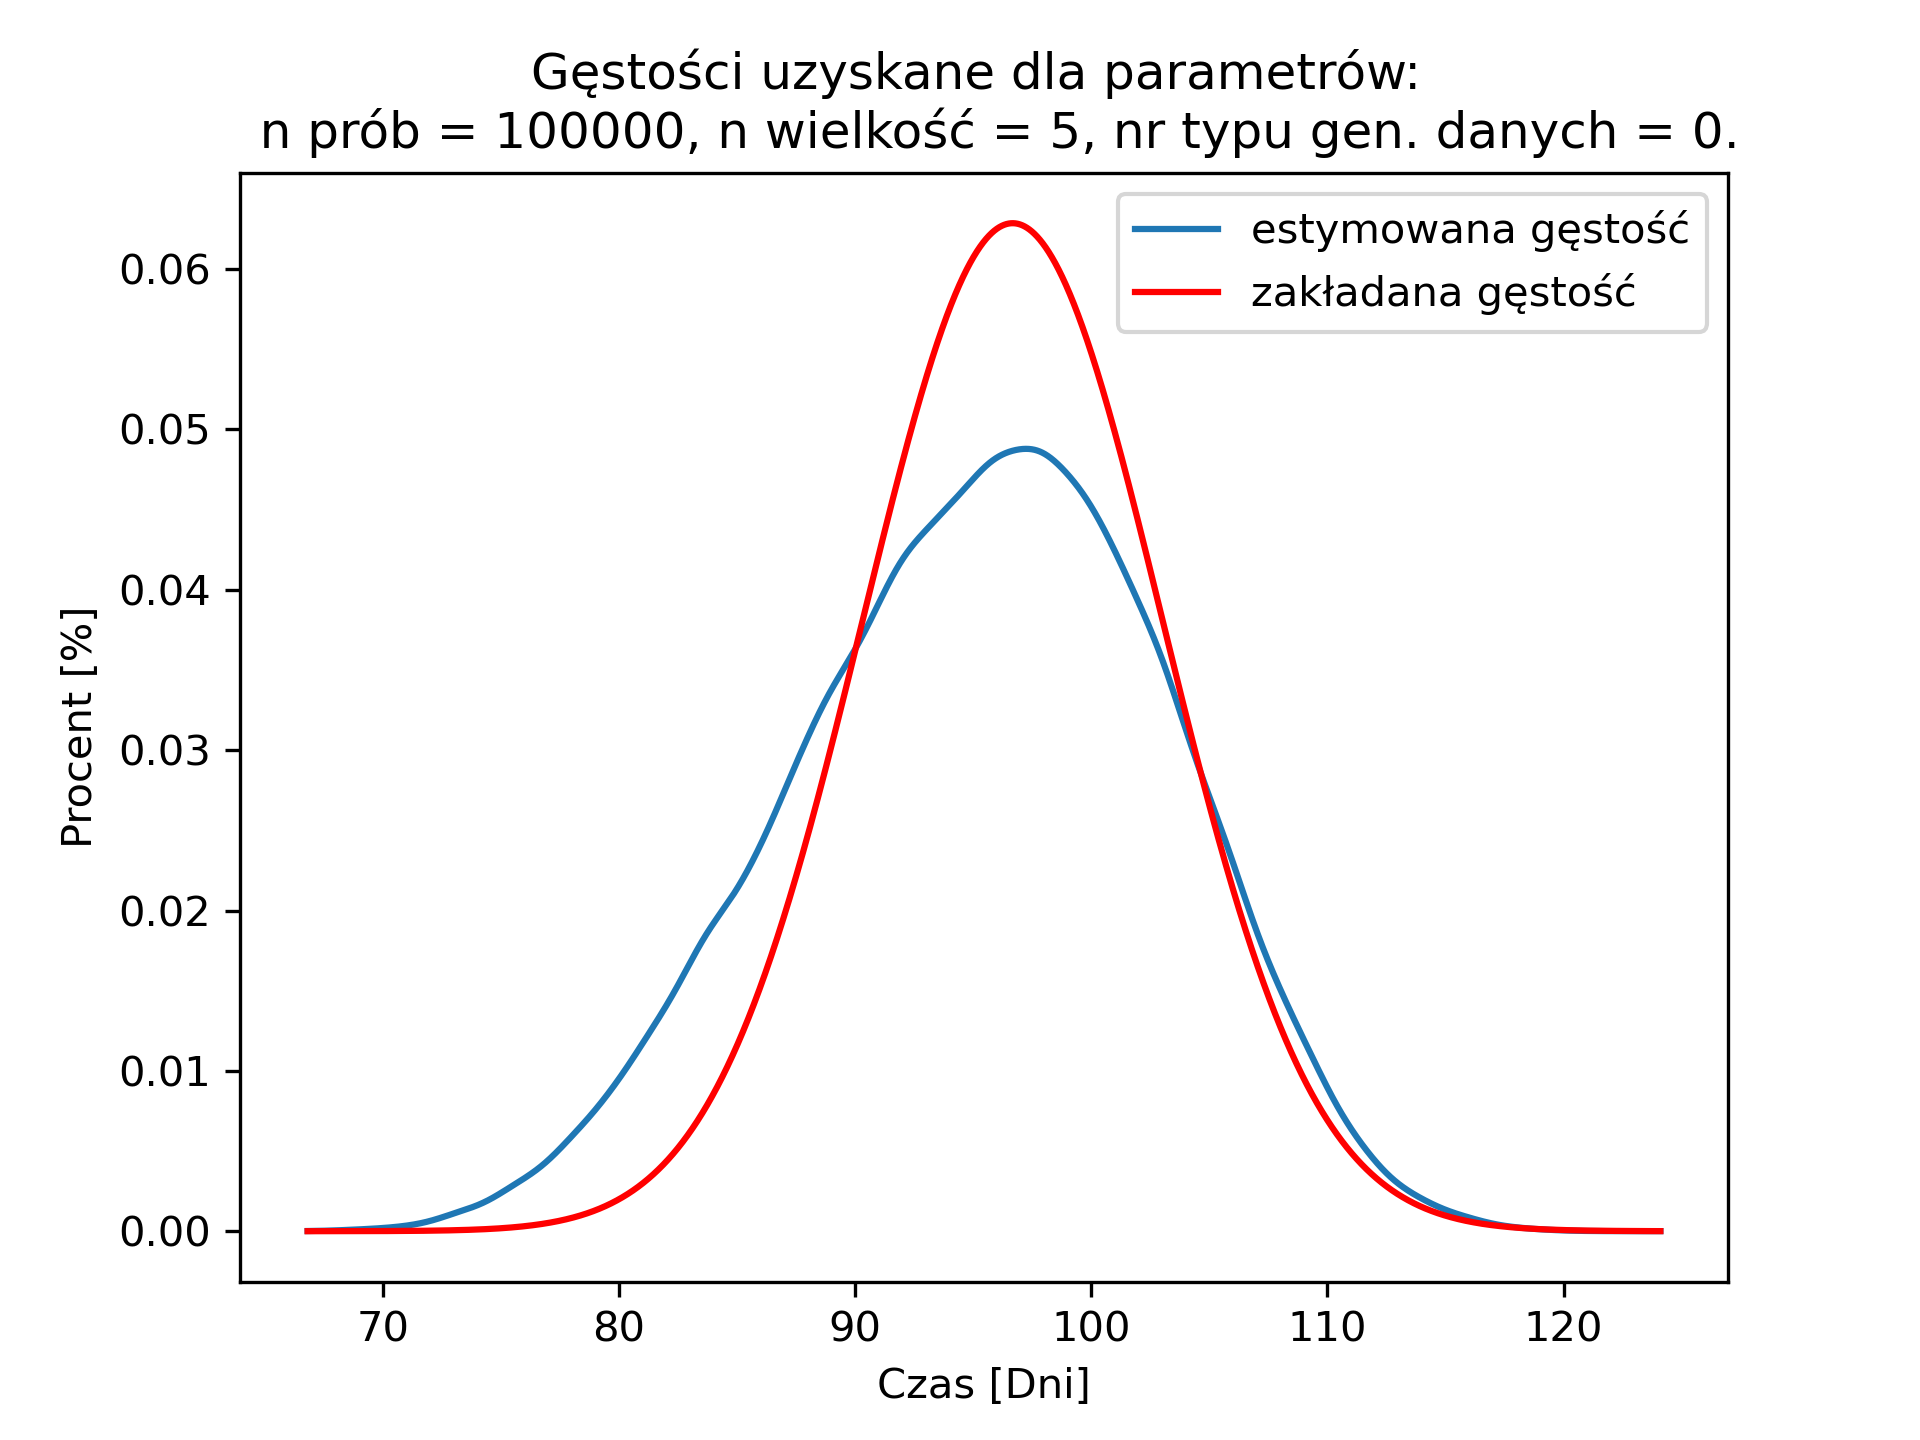 Gęstości uzyskane dla parametrów:
n prób = 100000, n wielkość = 5, nr typu gen. danych = 0.
estymowana gęstość
zakładana gęstość
0.06
0.05
0.04
0.03
0.02
0.01
0.00
Procent [%]
70 80 90 100 110 120
Czas [Dni]